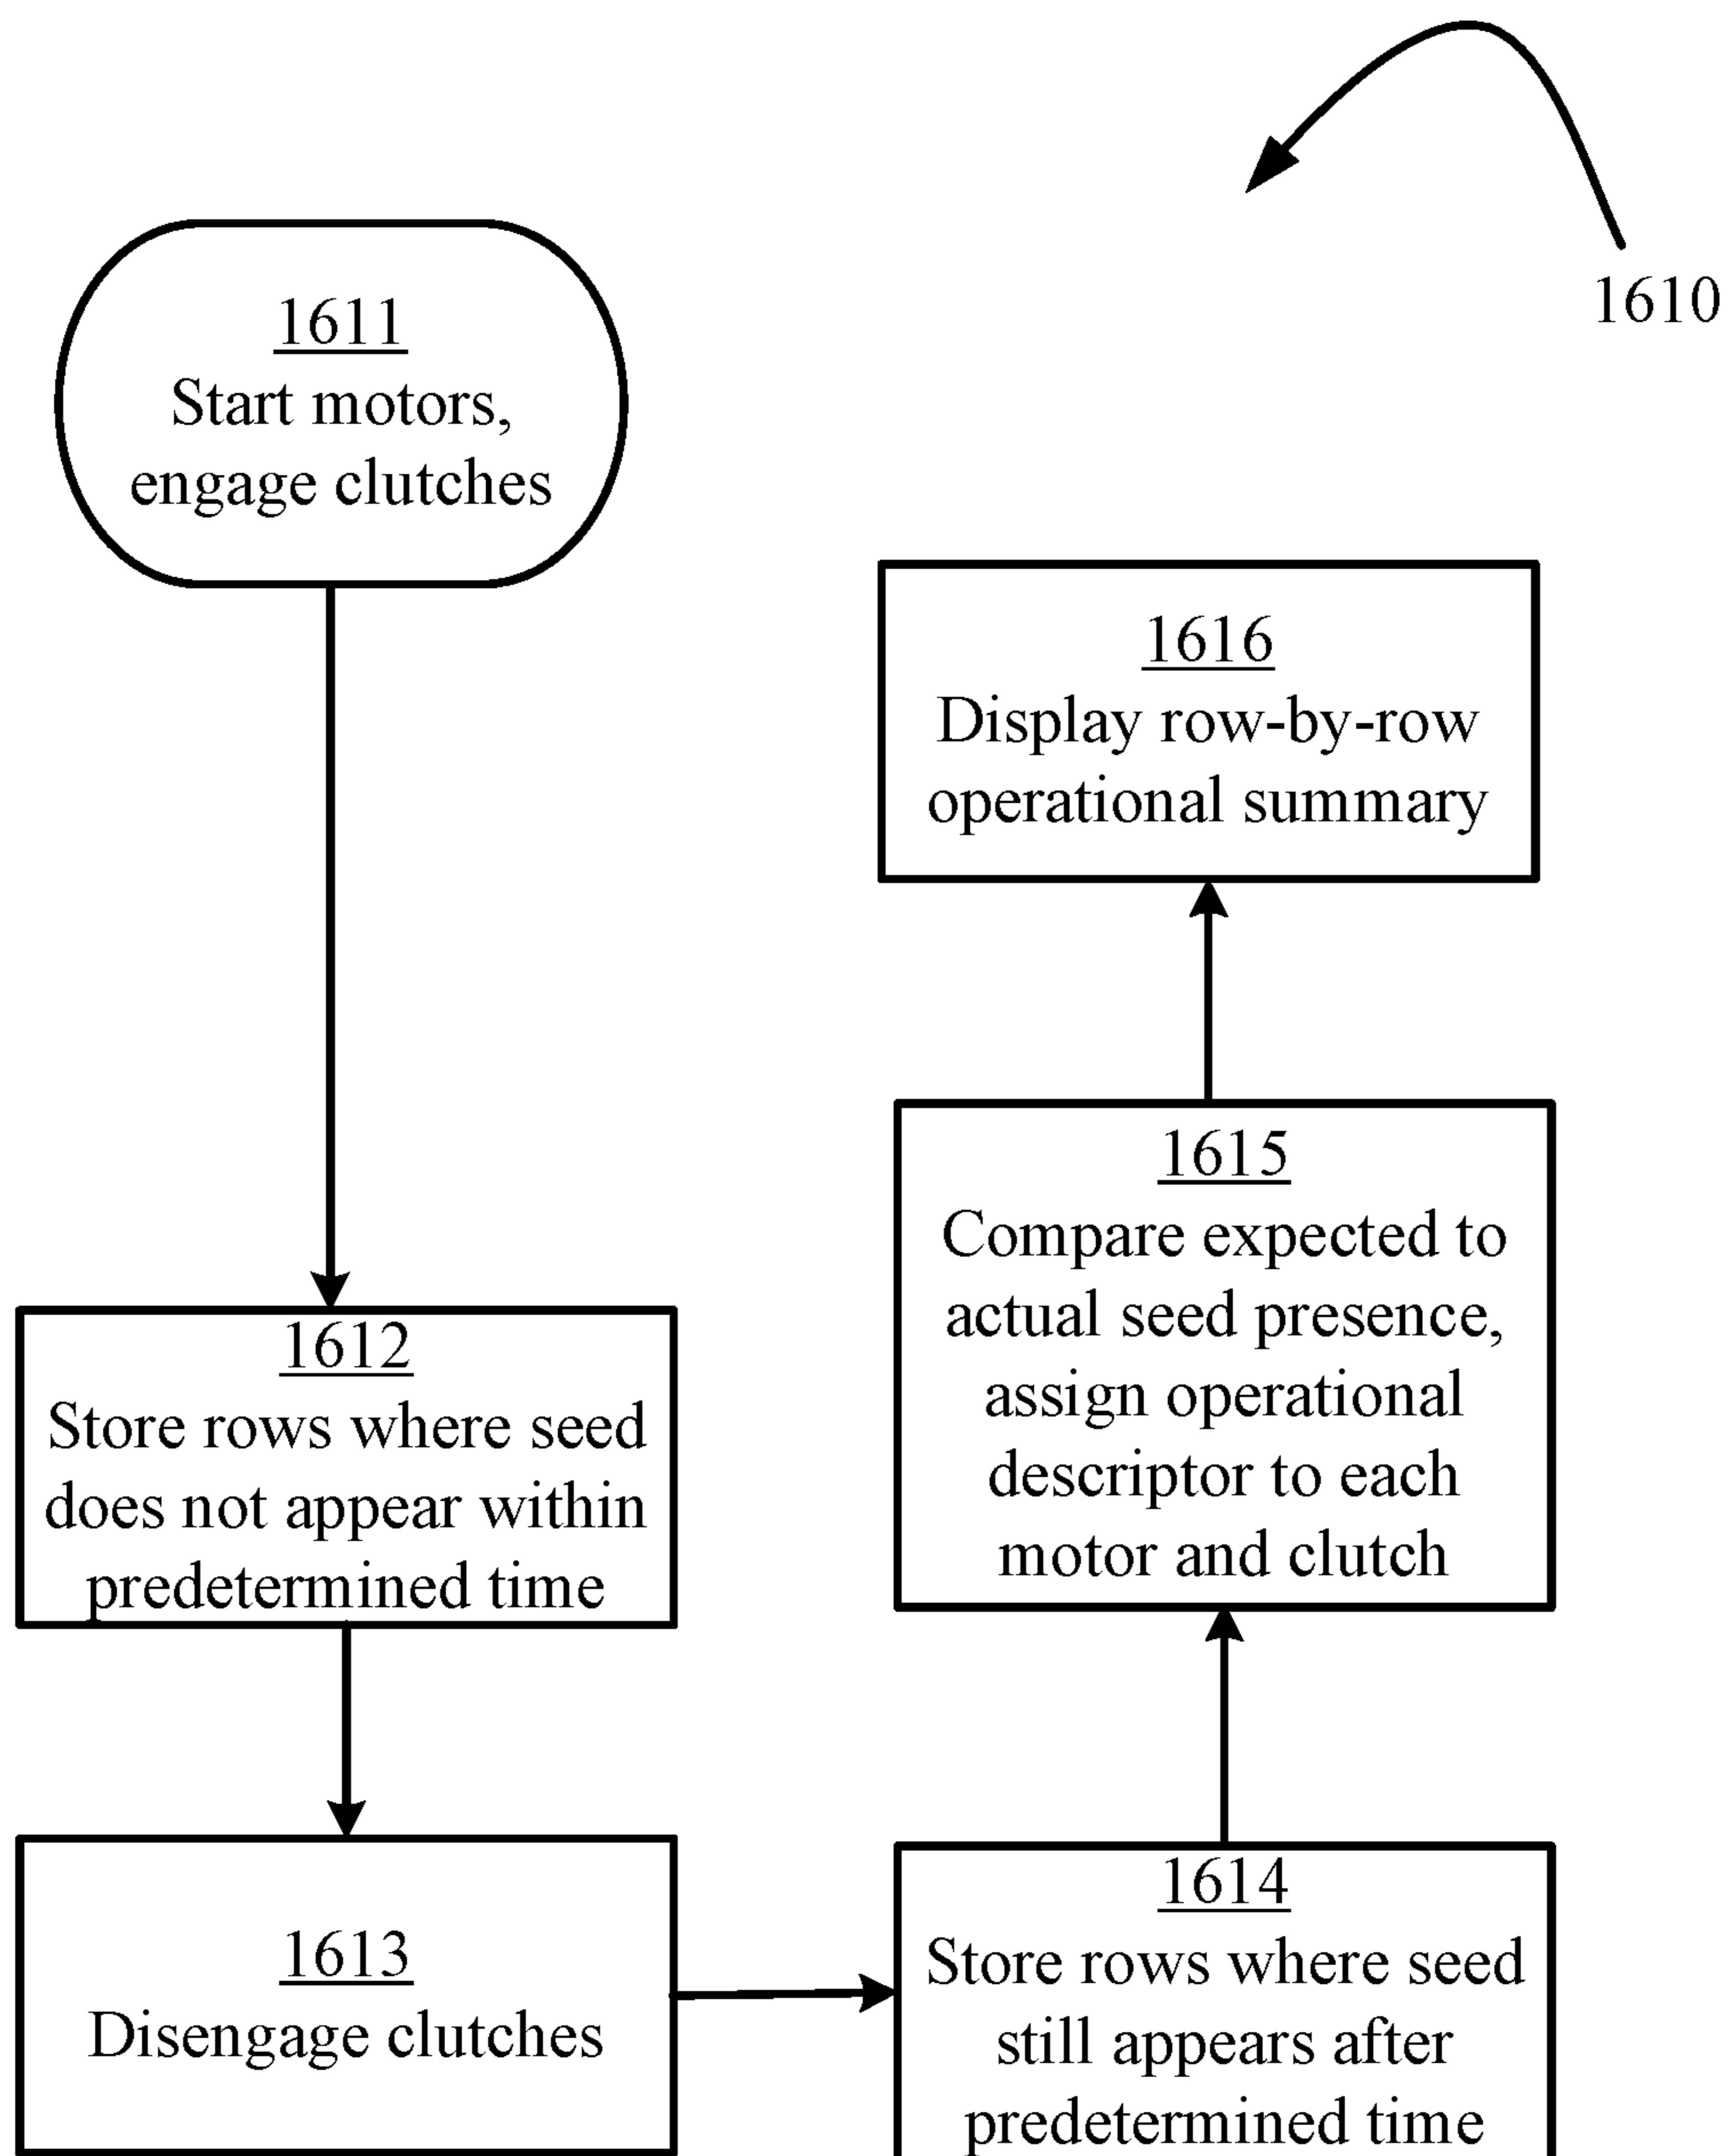 1610
1611
Start motors,
engage clutches
1612
Store rows where seed
does not appear within
predetermined time
1613
Disengage clutches
1614
Store rows where seed
still appears after
predetermined time
1615
Compare expected to
actual seed presence,
assign operational
descriptor to each
motor and clutch
1616
Display row-by-row
operational summary